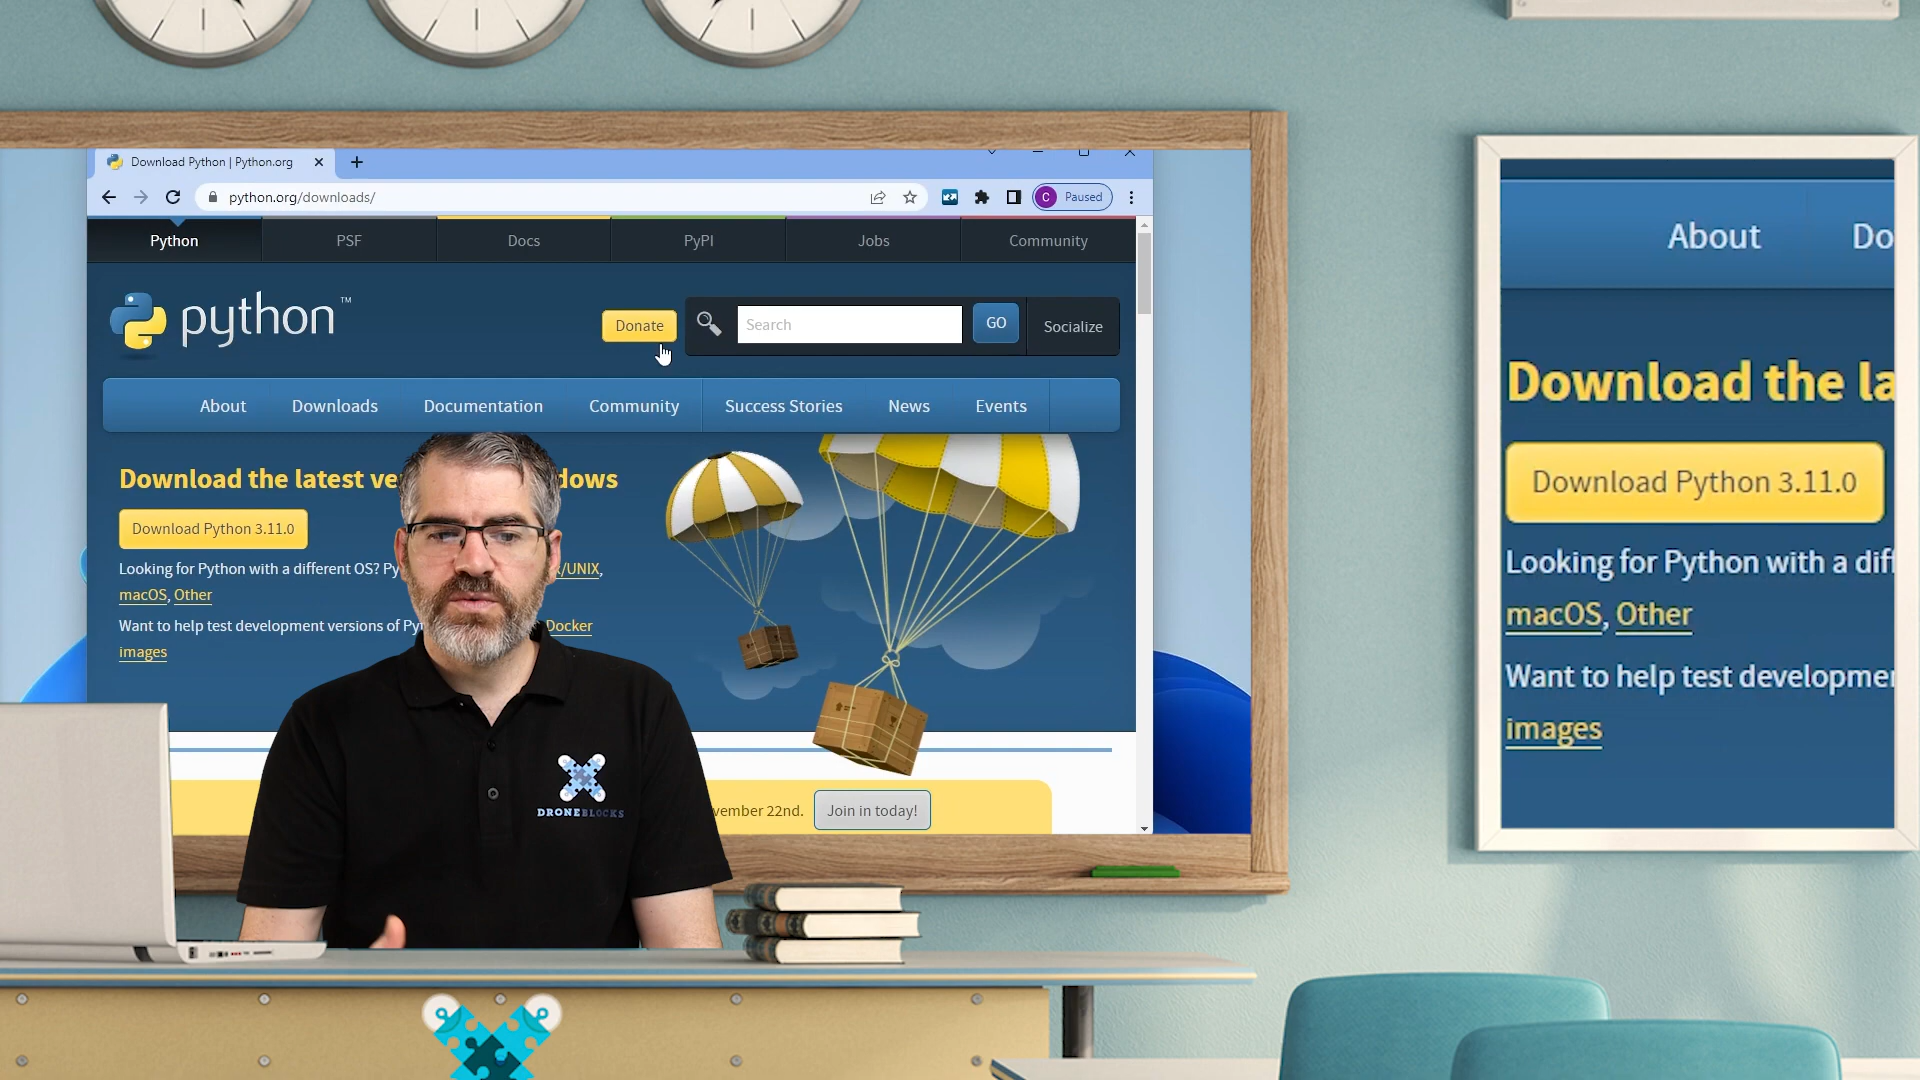 Download Python | Python.org
python.org/downloads/
C Paused
Python PSF Docs PyPI Jobs Community
python™
Donate Search GO Socialize
About Downloads Documentation Community Success Stories News Events
Download the latest ve dows
Download Python 3.11.0
Looking for Python with a different OS? Py /UNIX,
macOS, Other
Want to help test development versions of Py Docker
images
vember 22nd. Join in today!
DRONEBLOCKS
About Do
Download the la
Download Python 3.11.0
Looking for Python with a diff
macOS, Other
Want to help test developme
images